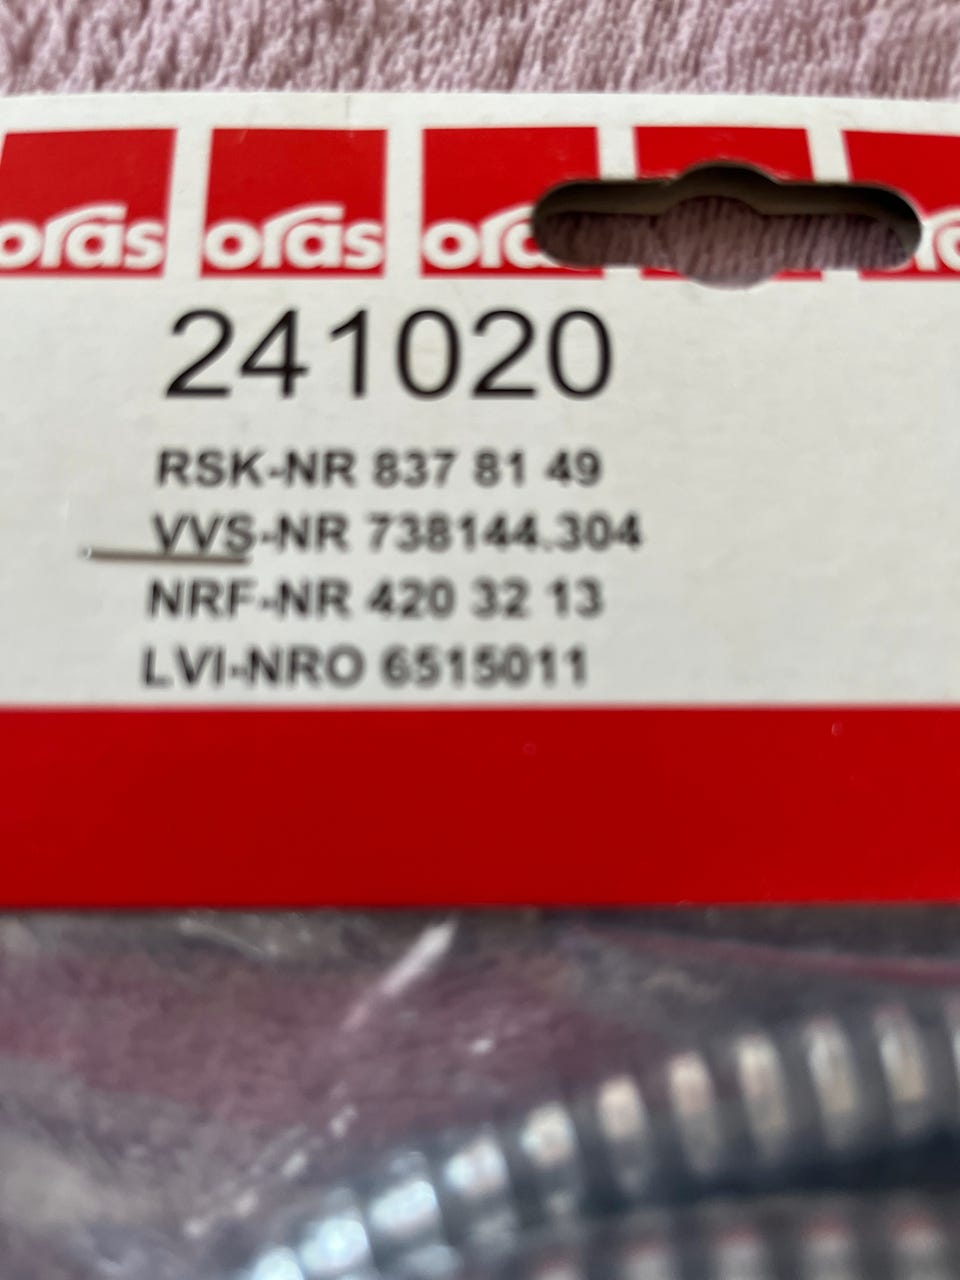 oras oras
241020
RSK-NR 837 81 49
VVS-NR 738144.304
NRF-NR 420 32 13
LVI-NRO 6515011